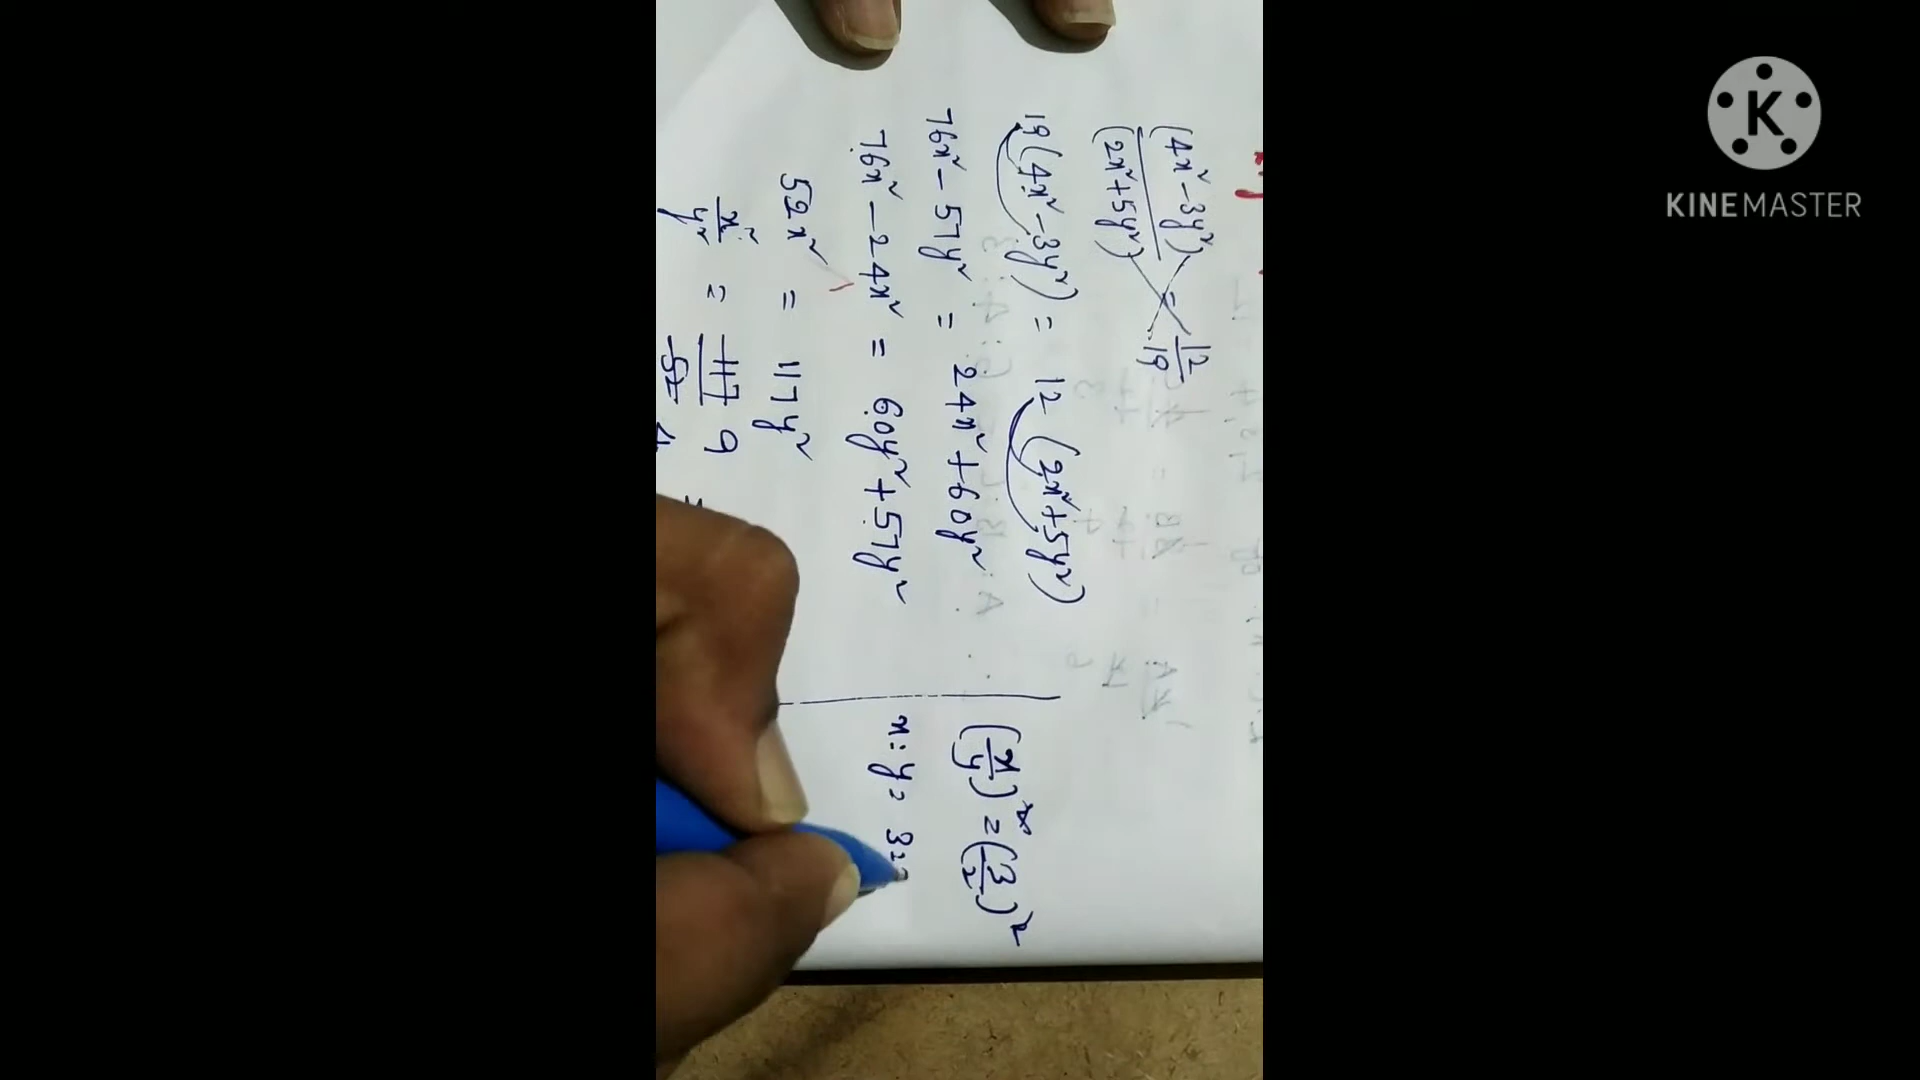 (4x² - 3y²) / (2x² + 5y²) = 12/19
19(4x² - 3y²) = 12(2x² + 5y²)
76x² - 57y² = 24x² + 60y²
76x² - 24x² = 60y² + 57y²
52x² = 117y²
x²/y² = 117/52 9
(x/y)² = (3/2)²
x:y = 3:
K
KINEMASTER